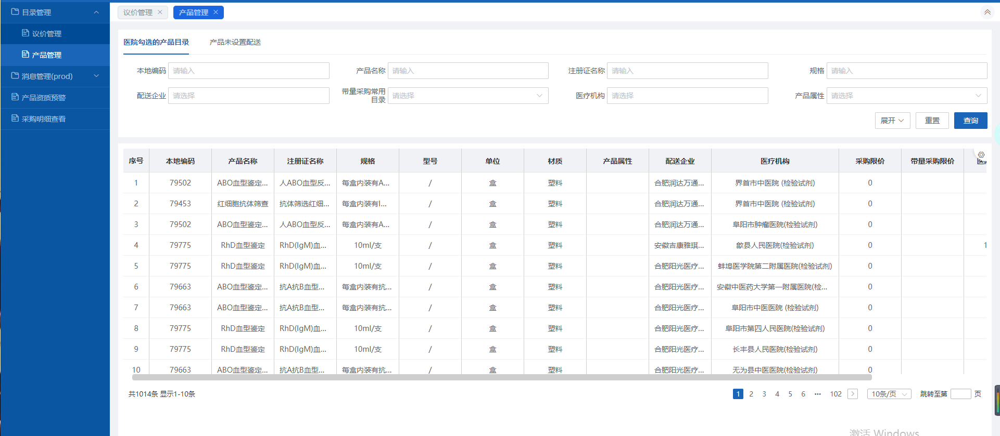 目录管理
议价管理
产品管理
消息管理(prod)
产品资质预警
采购明细查看
议价管理 产品管理
医院勾选的产品目录 产品未设置配送
本地编码 请输入 产品名称 请输入 注册证名称 请输入 规格 请输入
配送企业 请选择 带量采购常用目录 请选择 医疗机构 请选择 产品属性 请选择
展开 重置 查询
序号 本地编码 产品名称 注册证名称 规格 型号 单位 材质 产品属性 配送企业 医疗机构 采购限价 带量采购限价
1 79502 ABO血型鉴定... 人ABO血型反... 每盒内装有A... / 盒 塑料 合肥润达万通... 界首市中医院 (检验试剂) 0
2 79453 红细胞抗体筛查 抗体筛选红细... 每盒内装有I... / 盒 塑料 合肥润达万通... 界首市中医院 (检验试剂) 0
3 79502 ABO血型鉴定... 人ABO血型反... 每盒内装有A... / 盒 塑料 合肥润达万通... 阜阳市肿瘤医院(检验试剂) 0
4 79775 RhD血型鉴定 RhD(IgM)血... 10ml/支 / 盒 塑料 安徽吉康雅琪... 歙县人民医院(检验试剂) 0 1
5 79775 RhD血型鉴定 RhD(IgM)血... 10ml/支 / 盒 塑料 合肥阳光医疗... 蚌埠医学院第二附属医院(检验试剂) 0
6 79663 ABO血型鉴定... 抗A抗B血型... 每盒内装有抗... / 盒 塑料 合肥阳光医疗... 安徽中医药大学第一附属医院(检... 0
7 79663 ABO血型鉴定... 抗A抗B血型... 每盒内装有抗... / 盒 塑料 合肥阳光医疗... 阜阳市中医医院 (检验试剂) 0
8 79775 RhD血型鉴定 RhD(IgM)血... 10ml/支 / 盒 塑料 合肥阳光医疗... 阜阳市第四人民医院(检验试剂) 0
9 79775 RhD血型鉴定 RhD(IgM)血... 10ml/支 / 盒 塑料 合肥阳光医疗... 长丰县人民医院(检验试剂) 0
10 79663 ABO血型鉴定... 抗A抗B血型... 每盒内装有抗... / 盒 塑料 合肥阳光医疗... 无为县中医医院(检验试剂) 0
共1014条 显示1-10条 1 2 3 4 5 6 ••• 102 10条/页 跳转至第 页
激活 Windows